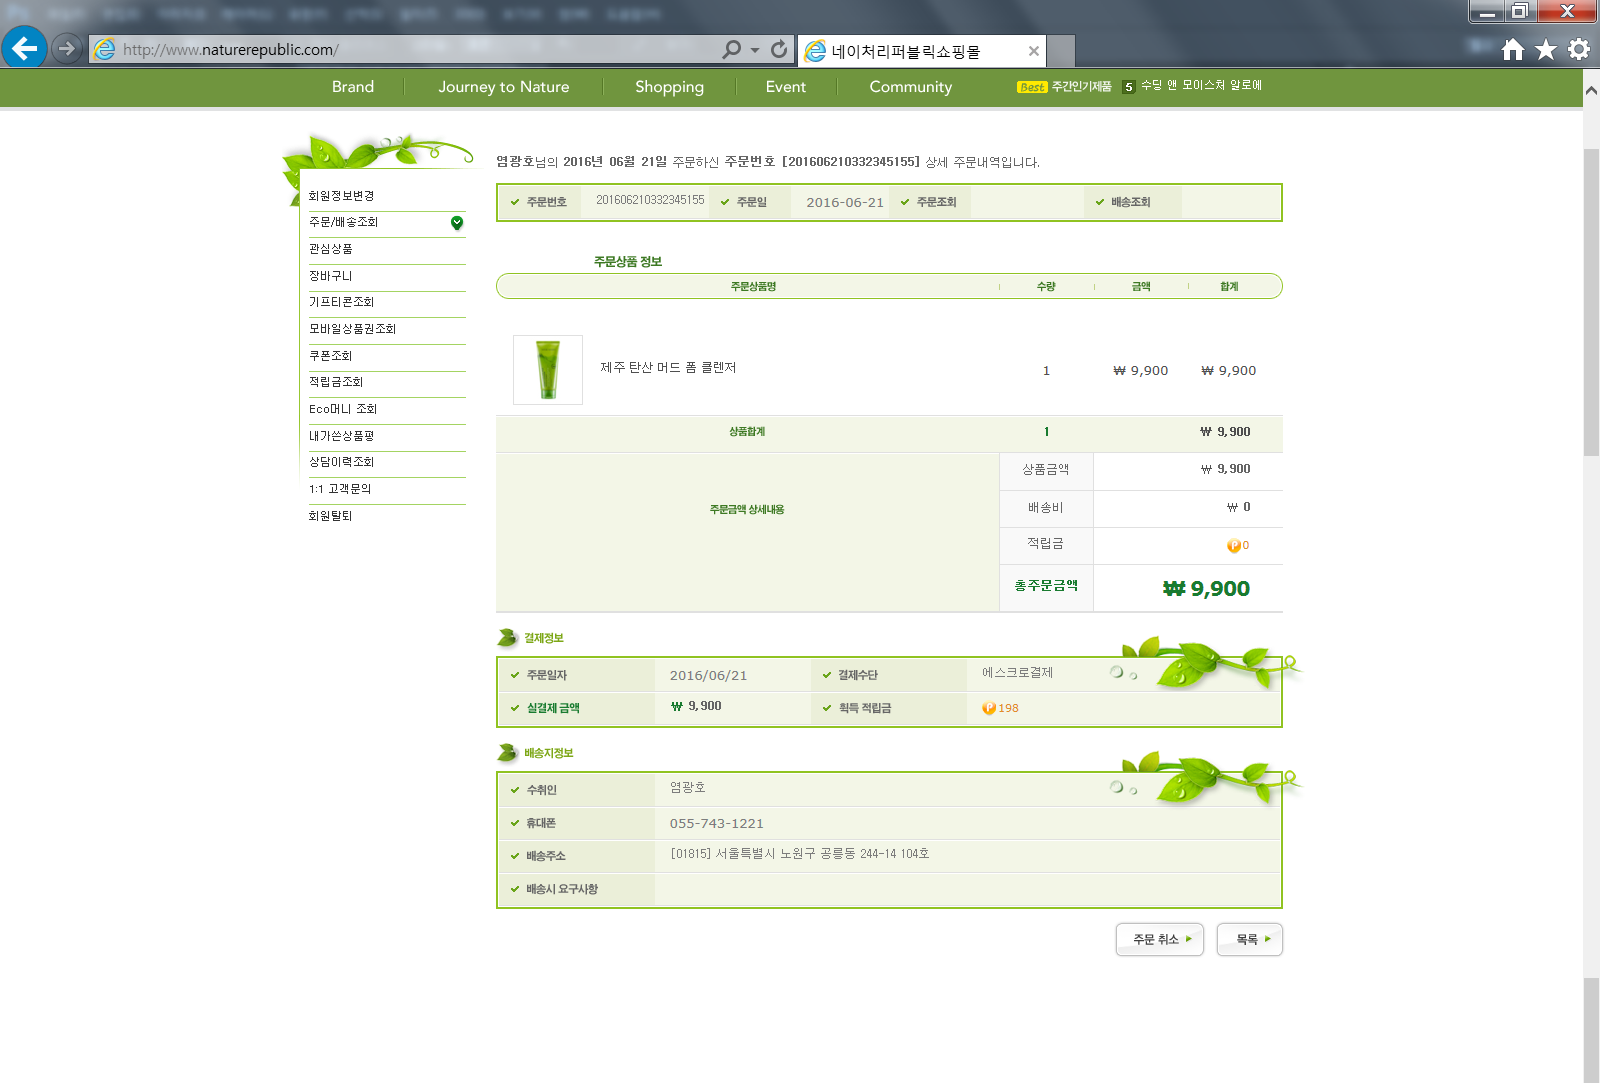 http://www.naturerepublic.com/
네이처리퍼블릭쇼핑몰
Brand
Journey to Nature
Shopping
Event
Community
Best 주간인기제품 5 수딩 앤 모이스처 알로에
회원정보변경
주문/배송조회
관심상품
장바구니
기프티콘조회
모바일상품권조회
쿠폰조회
적립금조회
Eco머니 조회
내가쓴상품평
상담이력조회
1:1 고객문의
회원탈퇴
염광호님의 2016년 06월 21일 주문하신 주문번호 [201606210332345155] 상세 주문내역입니다.
주문번호 201606210332345155 주문일 2016-06-21 주문조회 배송조회
주문상품 정보
주문상품명 수량 금액 합계
제주 탄산 머드 폼 클렌저 1 ₩ 9,900 ₩ 9,900
상품합계 1 ₩ 9,900
주문금액 상세내용
상품금액 ₩ 9,900
배송비 ₩ 0
적립금 P 0
총주문금액 ₩ 9,900
결제정보
주문일자 2016/06/21 결제수단 에스크로결제
실결제 금액 ₩ 9,900 획득 적립금 P 198
배송지정보
수취인 염광호
휴대폰 055-743-1221
배송주소 [01815] 서울특별시 노원구 공릉동 244-14 104호
배송시 요구사항
주문 취소
목록